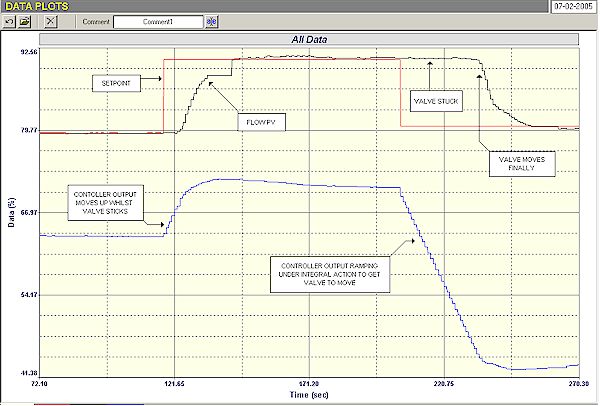 DATA PLOTS
07-02-2005
Comment
Comment1
All Data
92.56
79.77
66.97
54.17
41.38
Data (%)
SETPOINT
FLOW PV
VALVE STUCK
VALVE MOVES
FINALLY
CONTOLLER OUTPUT
MOVES UP WHILST
VALVE STICKS
CONTROLLER OUTPUT RAMPING
UNDER INTEGRAL ACTION TO GET
VALVE TO MOVE
72.10
121.65
171.20
220.75
270.30
Time (sec)